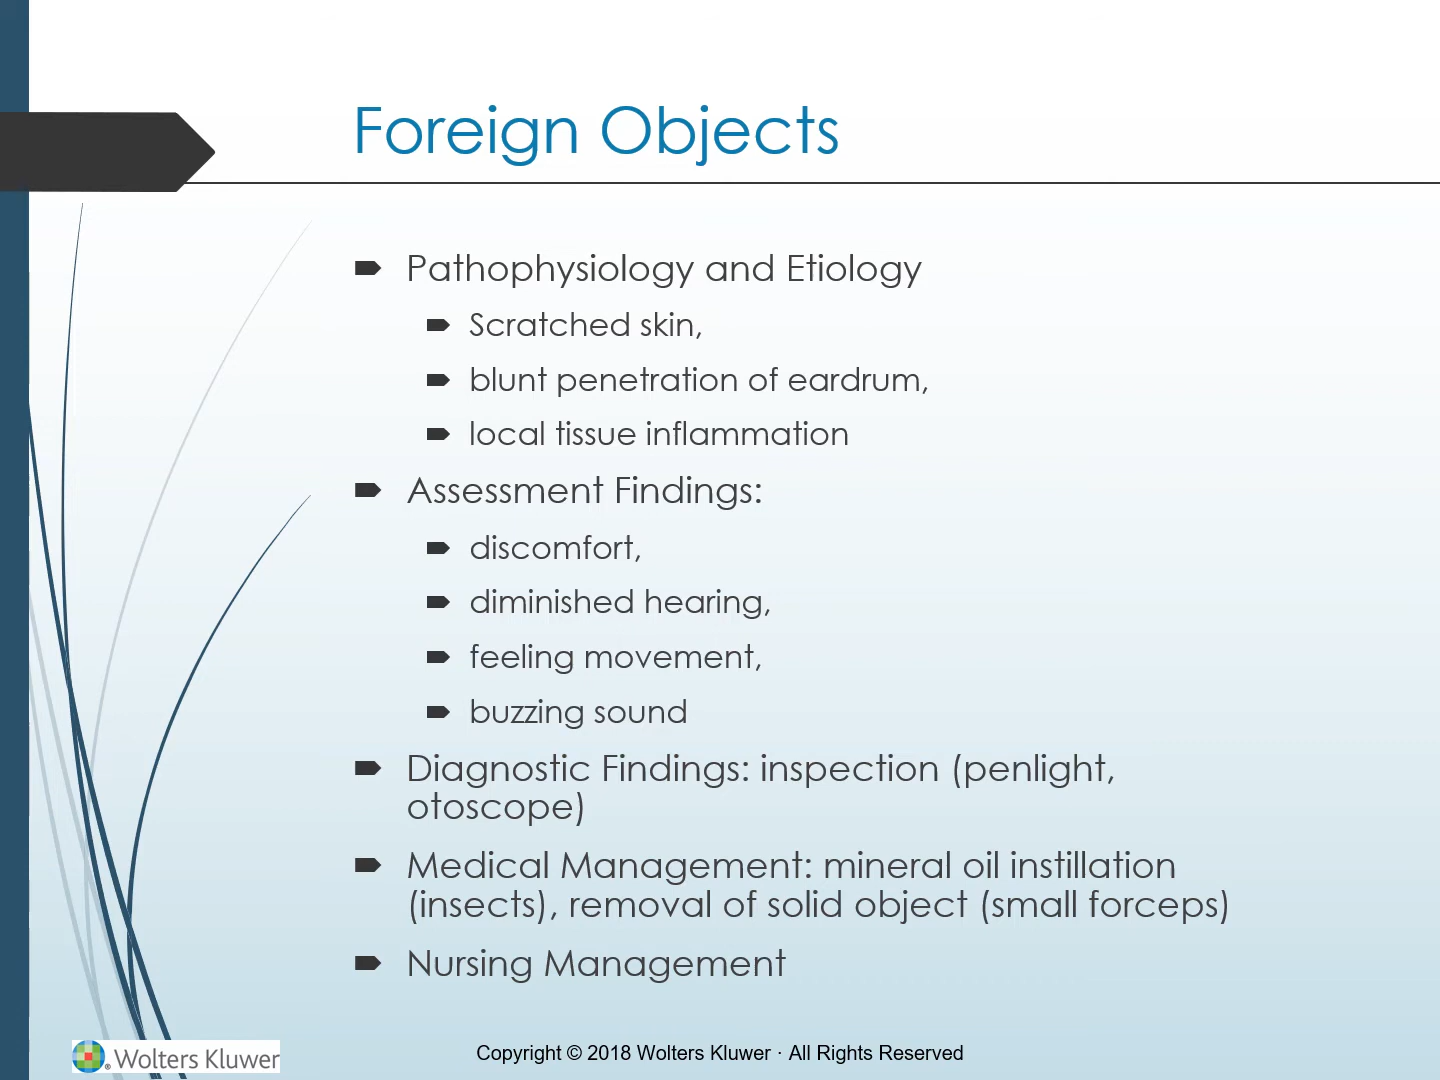 Foreign Objects
Pathophysiology and Etiology
Scratched skin,
blunt penetration of eardrum,
local tissue inflammation
Assessment Findings:
discomfort,
diminished hearing,
feeling movement,
buzzing sound
Diagnostic Findings: inspection (penlight,
otoscope)
Medical Management: mineral oil instillation
(insects), removal of solid object (small forceps)
Nursing Management
® Wolters Kluwer
Copyright © 2018 Wolters Kluwer · All Rights Reserved